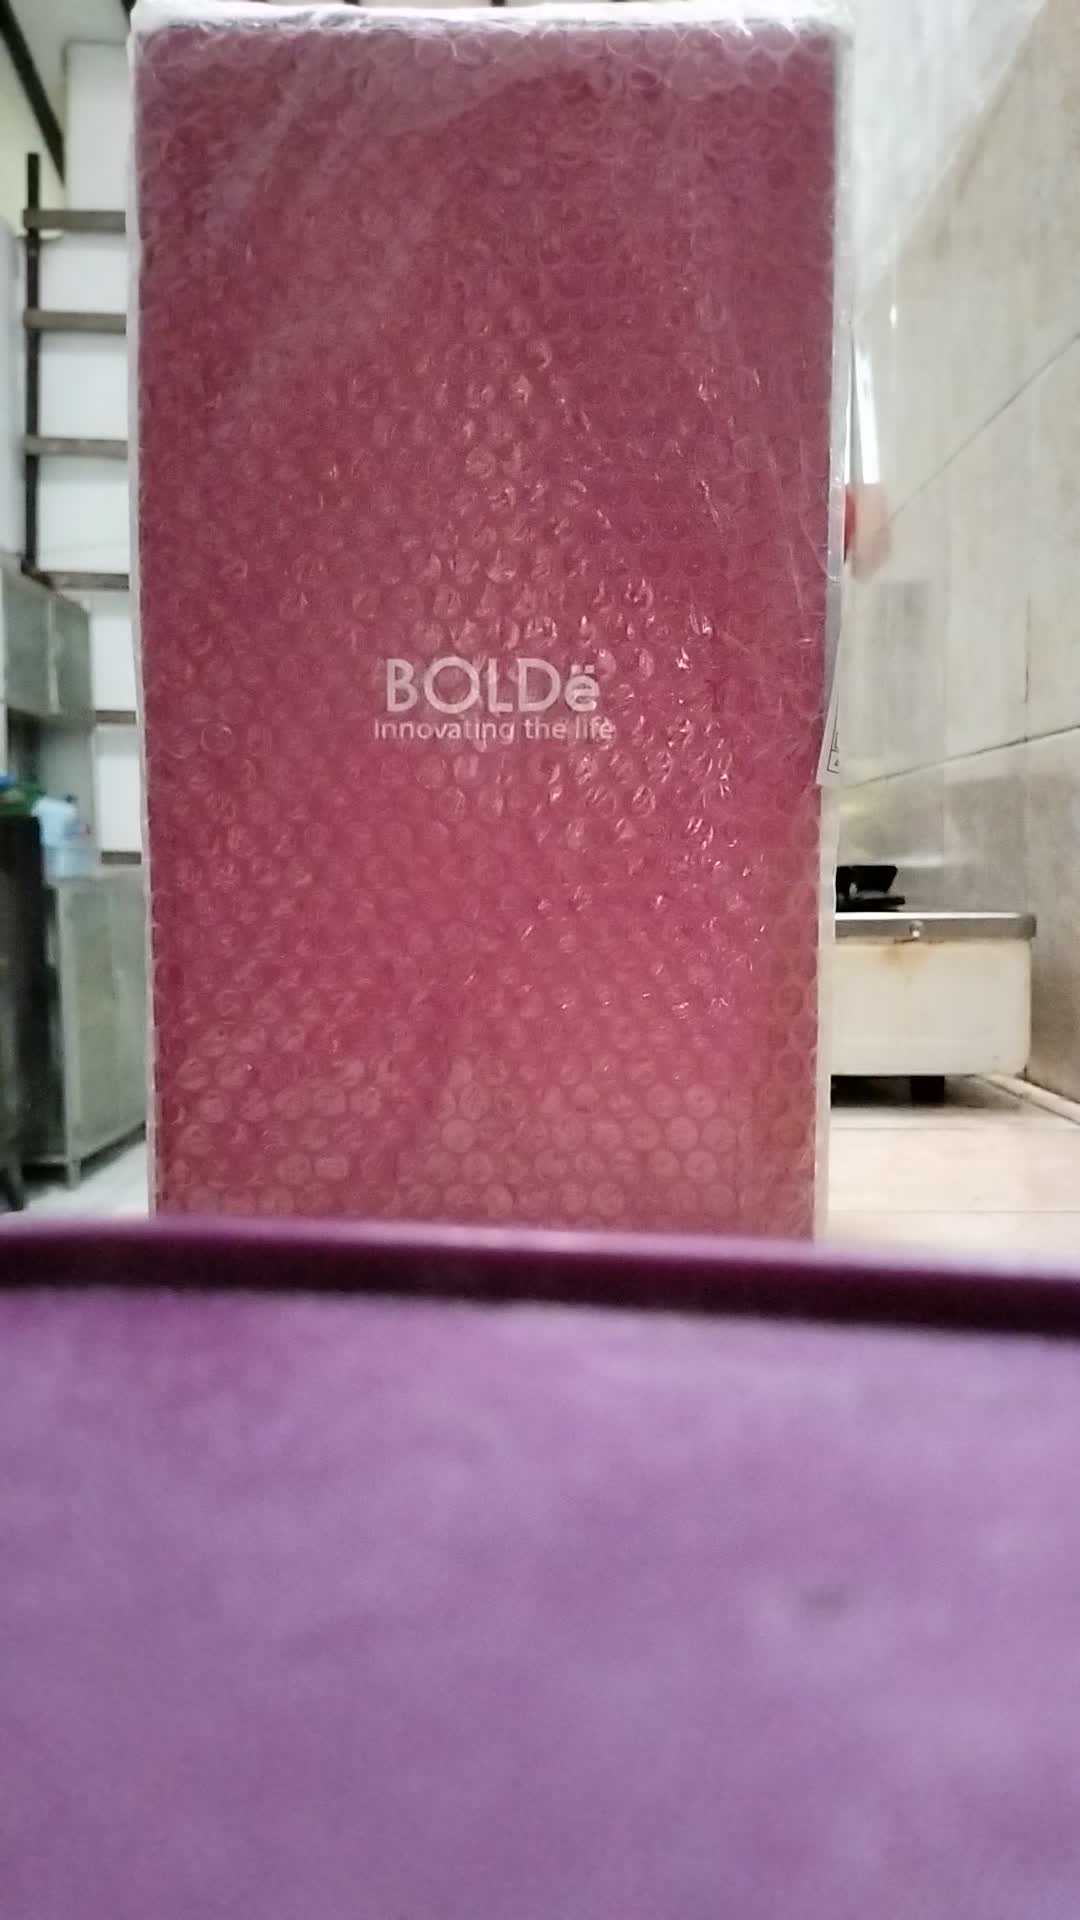 BOLDë
innovating the life